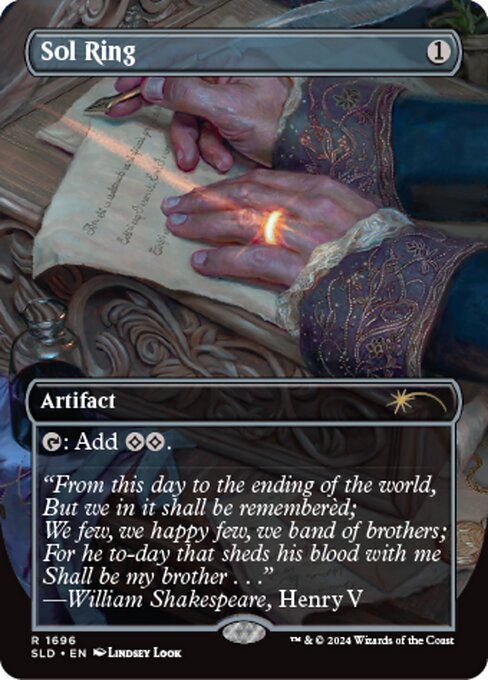 Sol Ring
1
Artifact
: Add .
“From this day to the ending of the world,
But we in it shall be remembered;
We few, we happy few, we band of brothers;
For he to-day that sheds his blood with me
Shall be my brother . . .”
—William Shakespeare, Henry V
R 1696
SLD • EN Lindsey Look
™ & © 2024 Wizards of the Coast